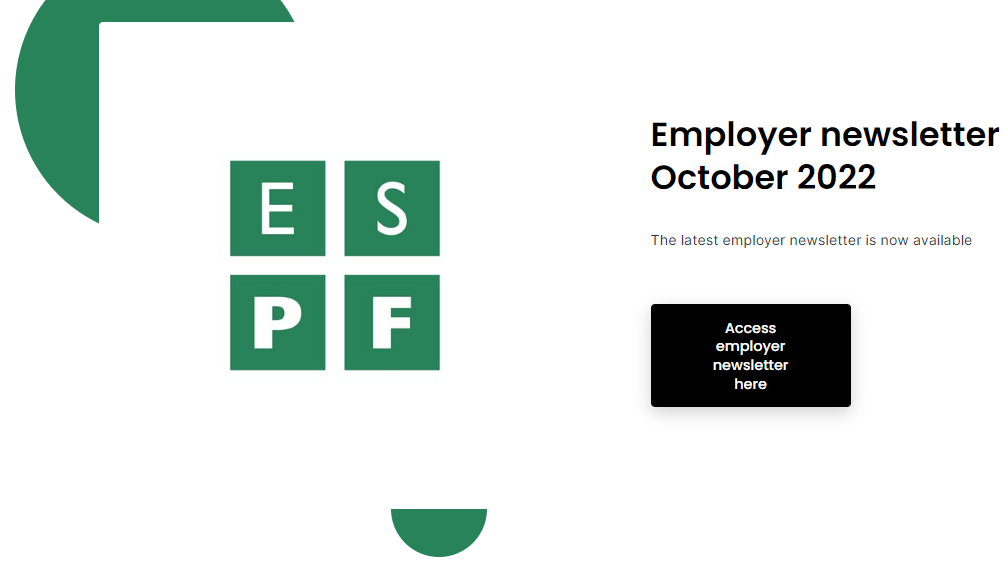 E S
P F
Employer newsletter
October 2022
The latest employer newsletter is now available
Access
employer
newsletter
here